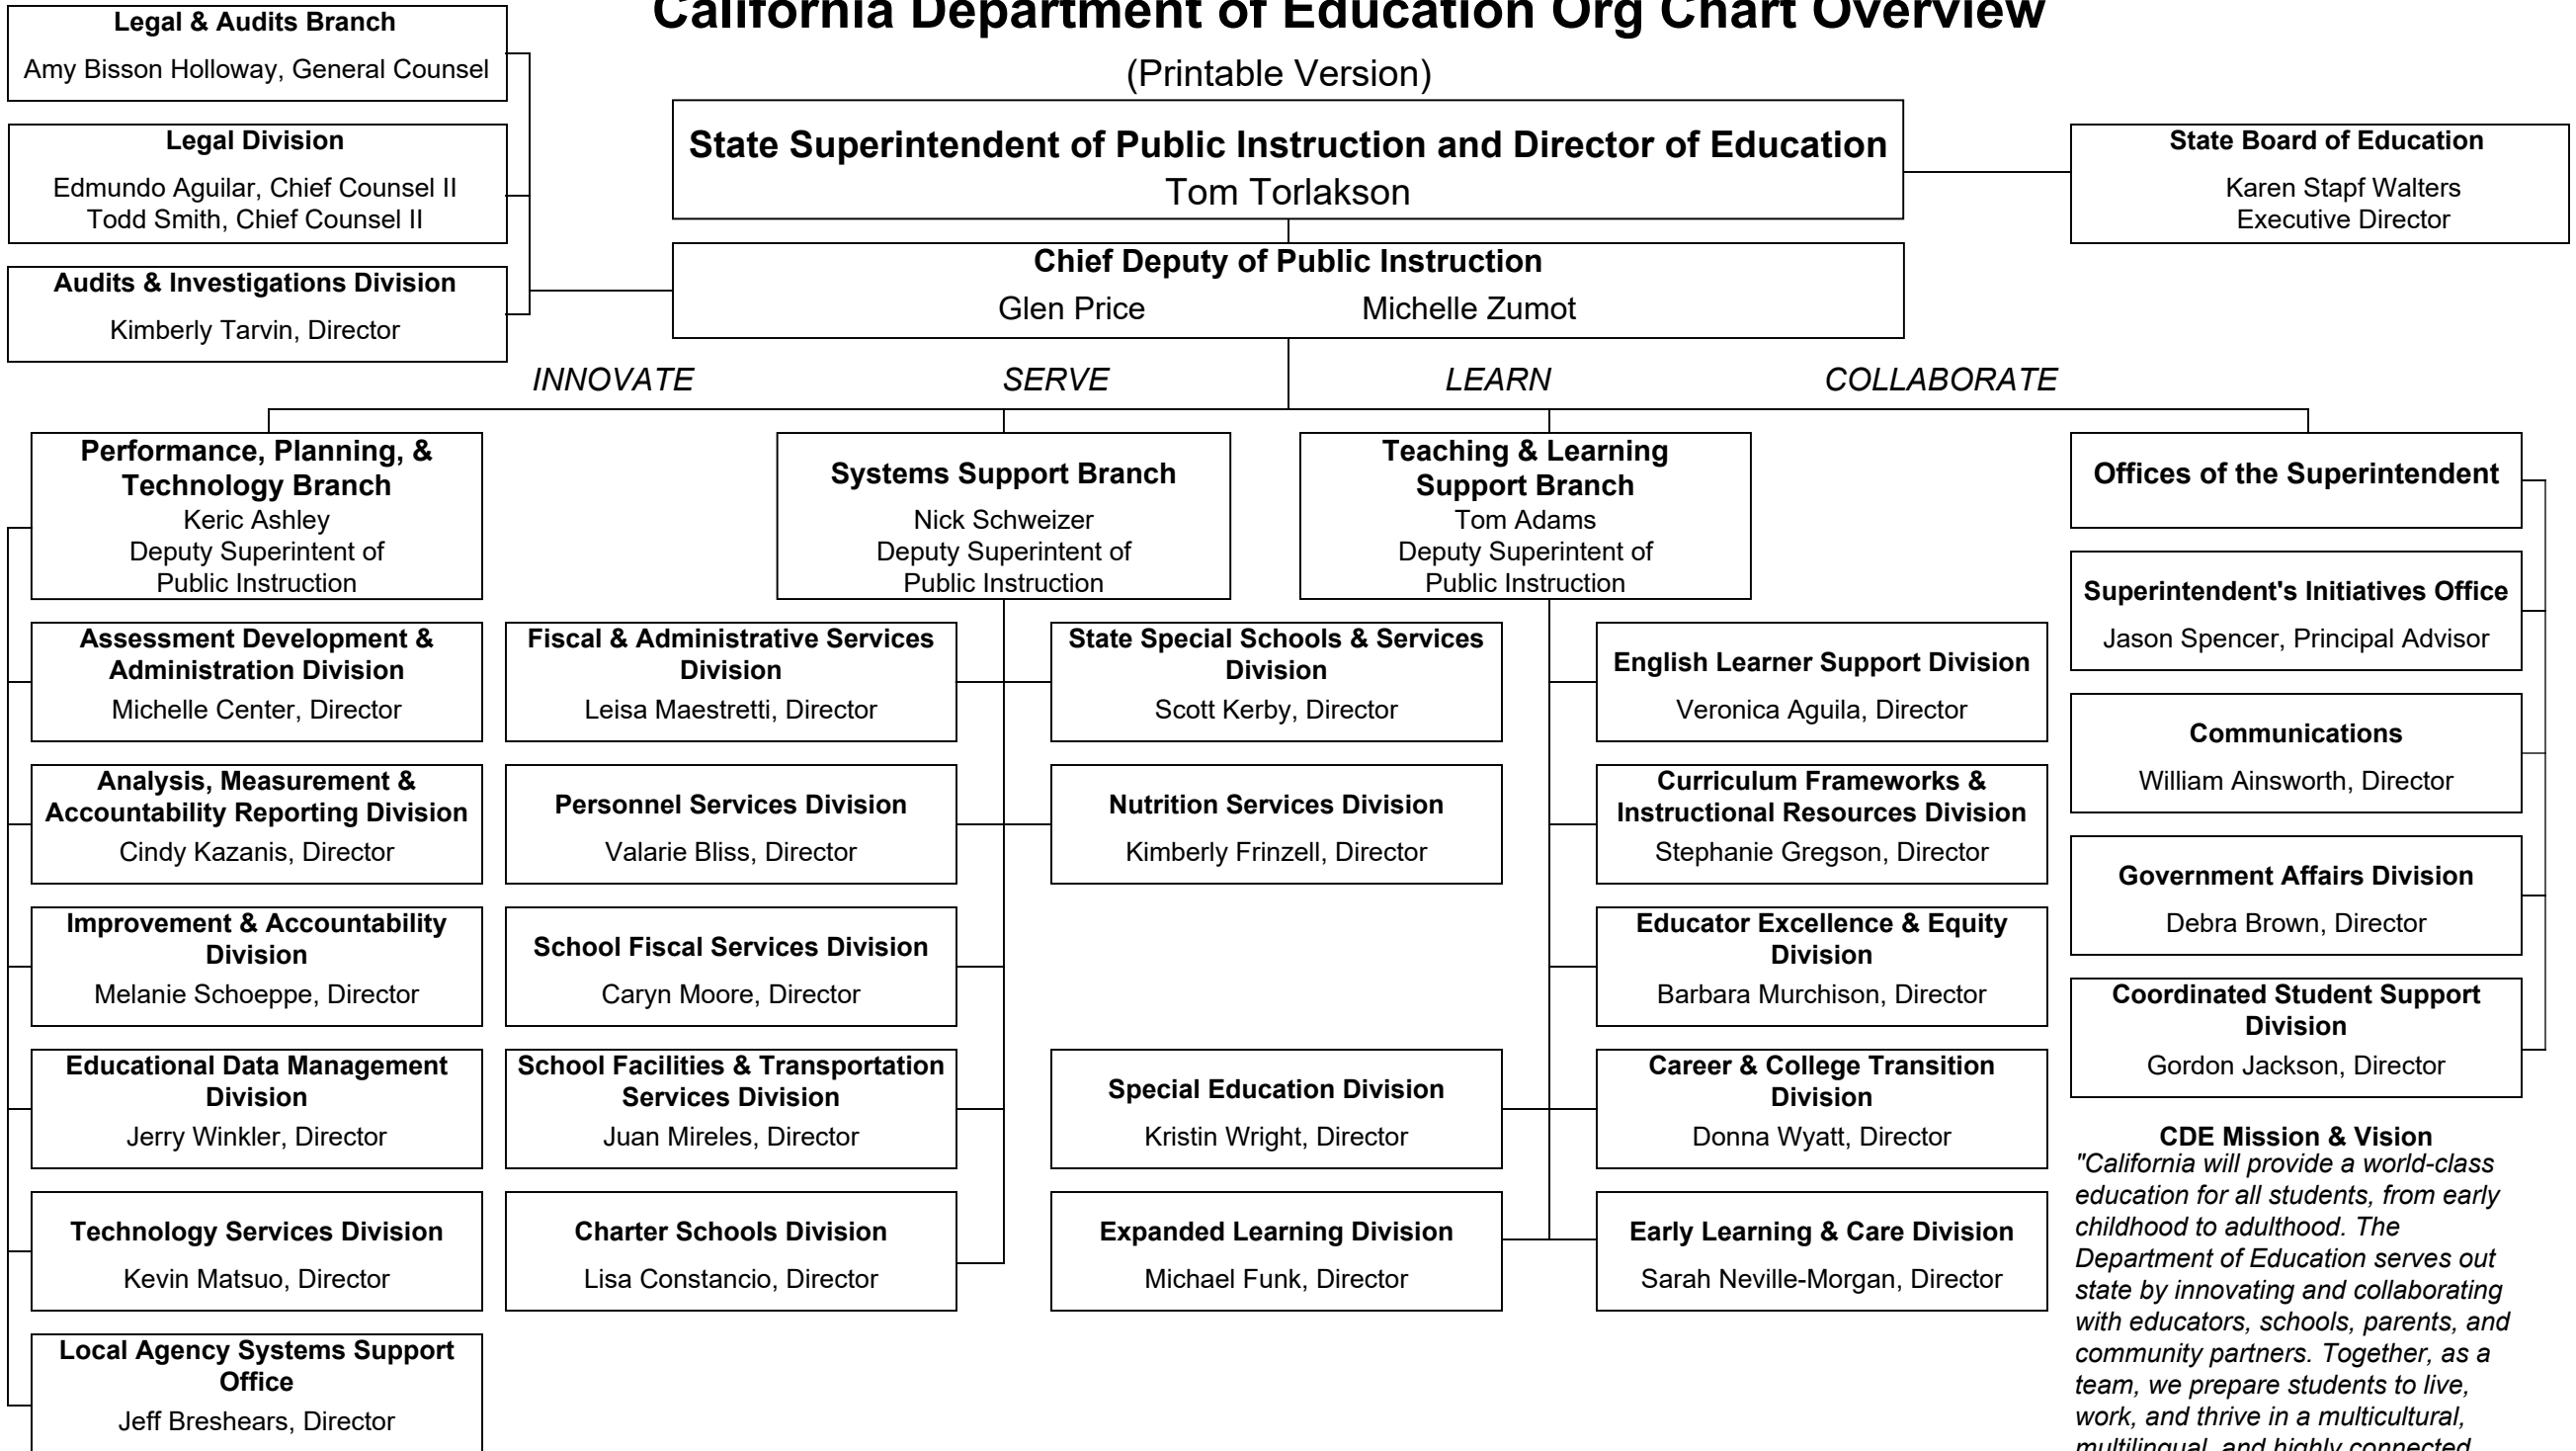 California Department of Education Org Chart Overview
(Printable Version)
Legal & Audits Branch
Amy Bisson Holloway, General Counsel
Legal Division
Edmundo Aguilar, Chief Counsel II
Todd Smith, Chief Counsel II
Audits & Investigations Division
Kimberly Tarvin, Director
State Superintendent of Public Instruction and Director of Education
Tom Torlakson
State Board of Education
Karen Stapf Walters
Executive Director
Chief Deputy of Public Instruction
Glen Price Michelle Zumot
INNOVATE SERVE LEARN COLLABORATE
Performance, Planning, &
Technology Branch
Keric Ashley
Deputy Superintent of
Public Instruction
Assessment Development &
Administration Division
Michelle Center, Director
Analysis, Measurement &
Accountability Reporting Division
Cindy Kazanis, Director
Improvement & Accountability
Division
Melanie Schoeppe, Director
Educational Data Management
Division
Jerry Winkler, Director
Technology Services Division
Kevin Matsuo, Director
Local Agency Systems Support
Office
Jeff Breshears, Director
Systems Support Branch
Nick Schweizer
Deputy Superintent of
Public Instruction
Fiscal & Administrative Services
Division
Leisa Maestretti, Director
Personnel Services Division
Valarie Bliss, Director
School Fiscal Services Division
Caryn Moore, Director
School Facilities & Transportation
Services Division
Juan Mireles, Director
Charter Schools Division
Lisa Constancio, Director
State Special Schools & Services
Division
Scott Kerby, Director
Nutrition Services Division
Kimberly Frinzell, Director
Teaching & Learning
Support Branch
Tom Adams
Deputy Superintent of
Public Instruction
Special Education Division
Kristin Wright, Director
Expanded Learning Division
Michael Funk, Director
English Learner Support Division
Veronica Aguila, Director
Curriculum Frameworks &
Instructional Resources Division
Stephanie Gregson, Director
Educator Excellence & Equity
Division
Barbara Murchison, Director
Career & College Transition
Division
Donna Wyatt, Director
Early Learning & Care Division
Sarah Neville-Morgan, Director
Offices of the Superintendent
Superintendent's Initiatives Office
Jason Spencer, Principal Advisor
Communications
William Ainsworth, Director
Government Affairs Division
Debra Brown, Director
Coordinated Student Support
Division
Gordon Jackson, Director
CDE Mission & Vision
"California will provide a world-class
education for all students, from early
childhood to adulthood. The
Department of Education serves out
state by innovating and collaborating
with educators, schools, parents, and
community partners. Together, as a
team, we prepare students to live,
work, and thrive in a multicultural,
multilingual, and highly connected